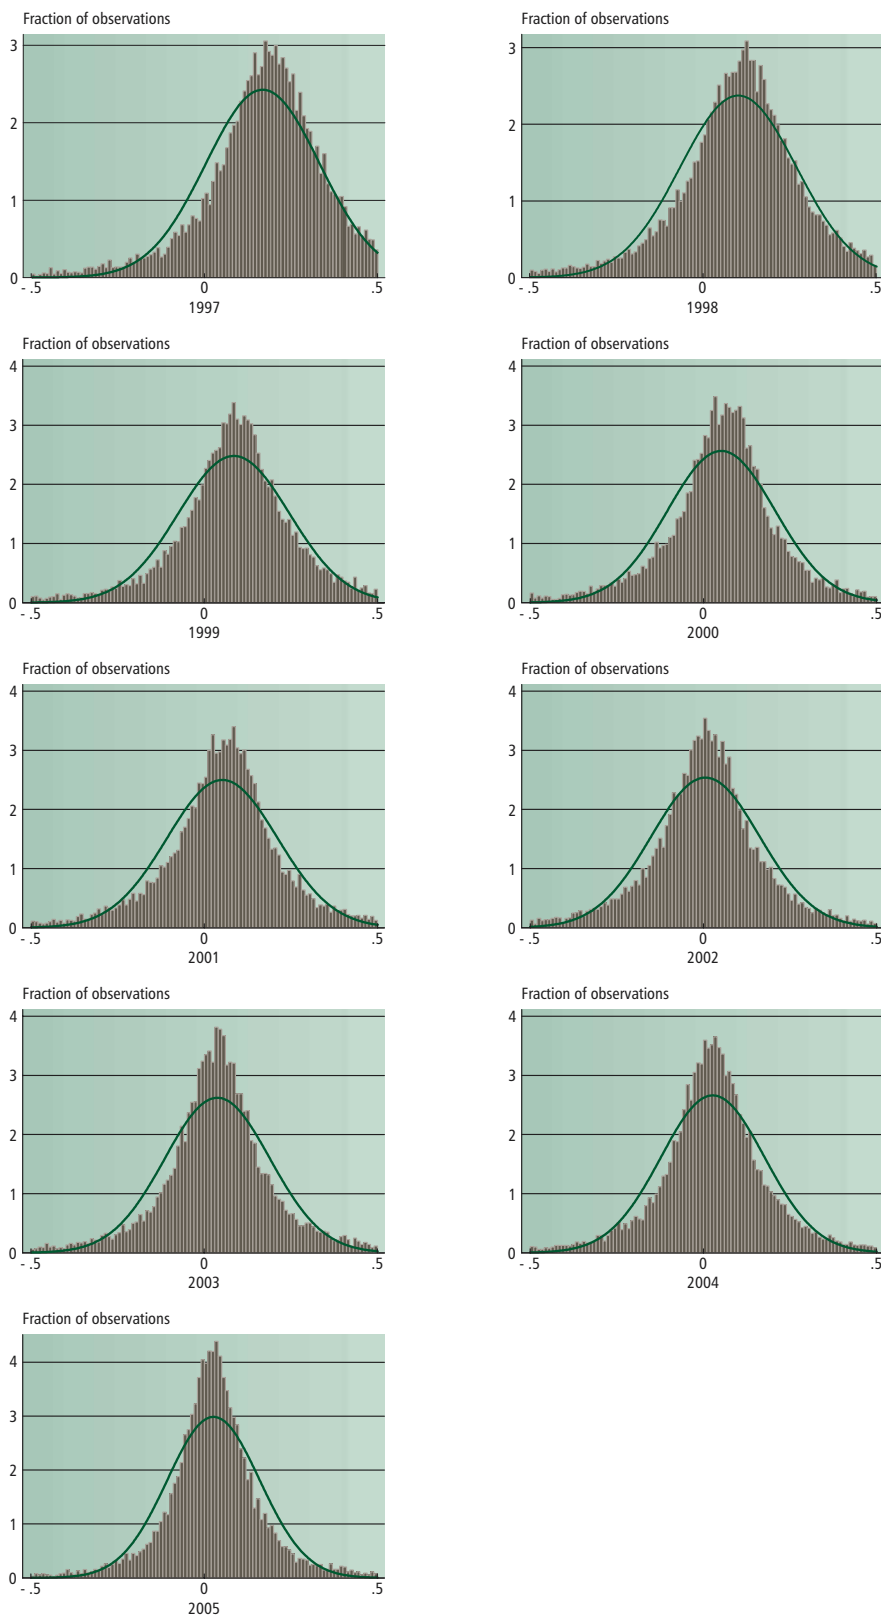 Fraction of observations
3
2
1
0
- .5 0 .5
1997
Fraction of observations
3
2
1
0
- .5 0 .5
1998
Fraction of observations
4
3
2
1
0
- .5 0 .5
1999
Fraction of observations
4
3
2
1
0
- .5 0 .5
2000
Fraction of observations
4
3
2
1
0
- .5 0 .5
2001
Fraction of observations
4
3
2
1
0
- .5 0 .5
2002
Fraction of observations
4
3
2
1
0
- .5 0 .5
2003
Fraction of observations
4
3
2
1
0
- .5 0 .5
2004
Fraction of observations
4
3
2
1
0
- .5 0 .5
2005